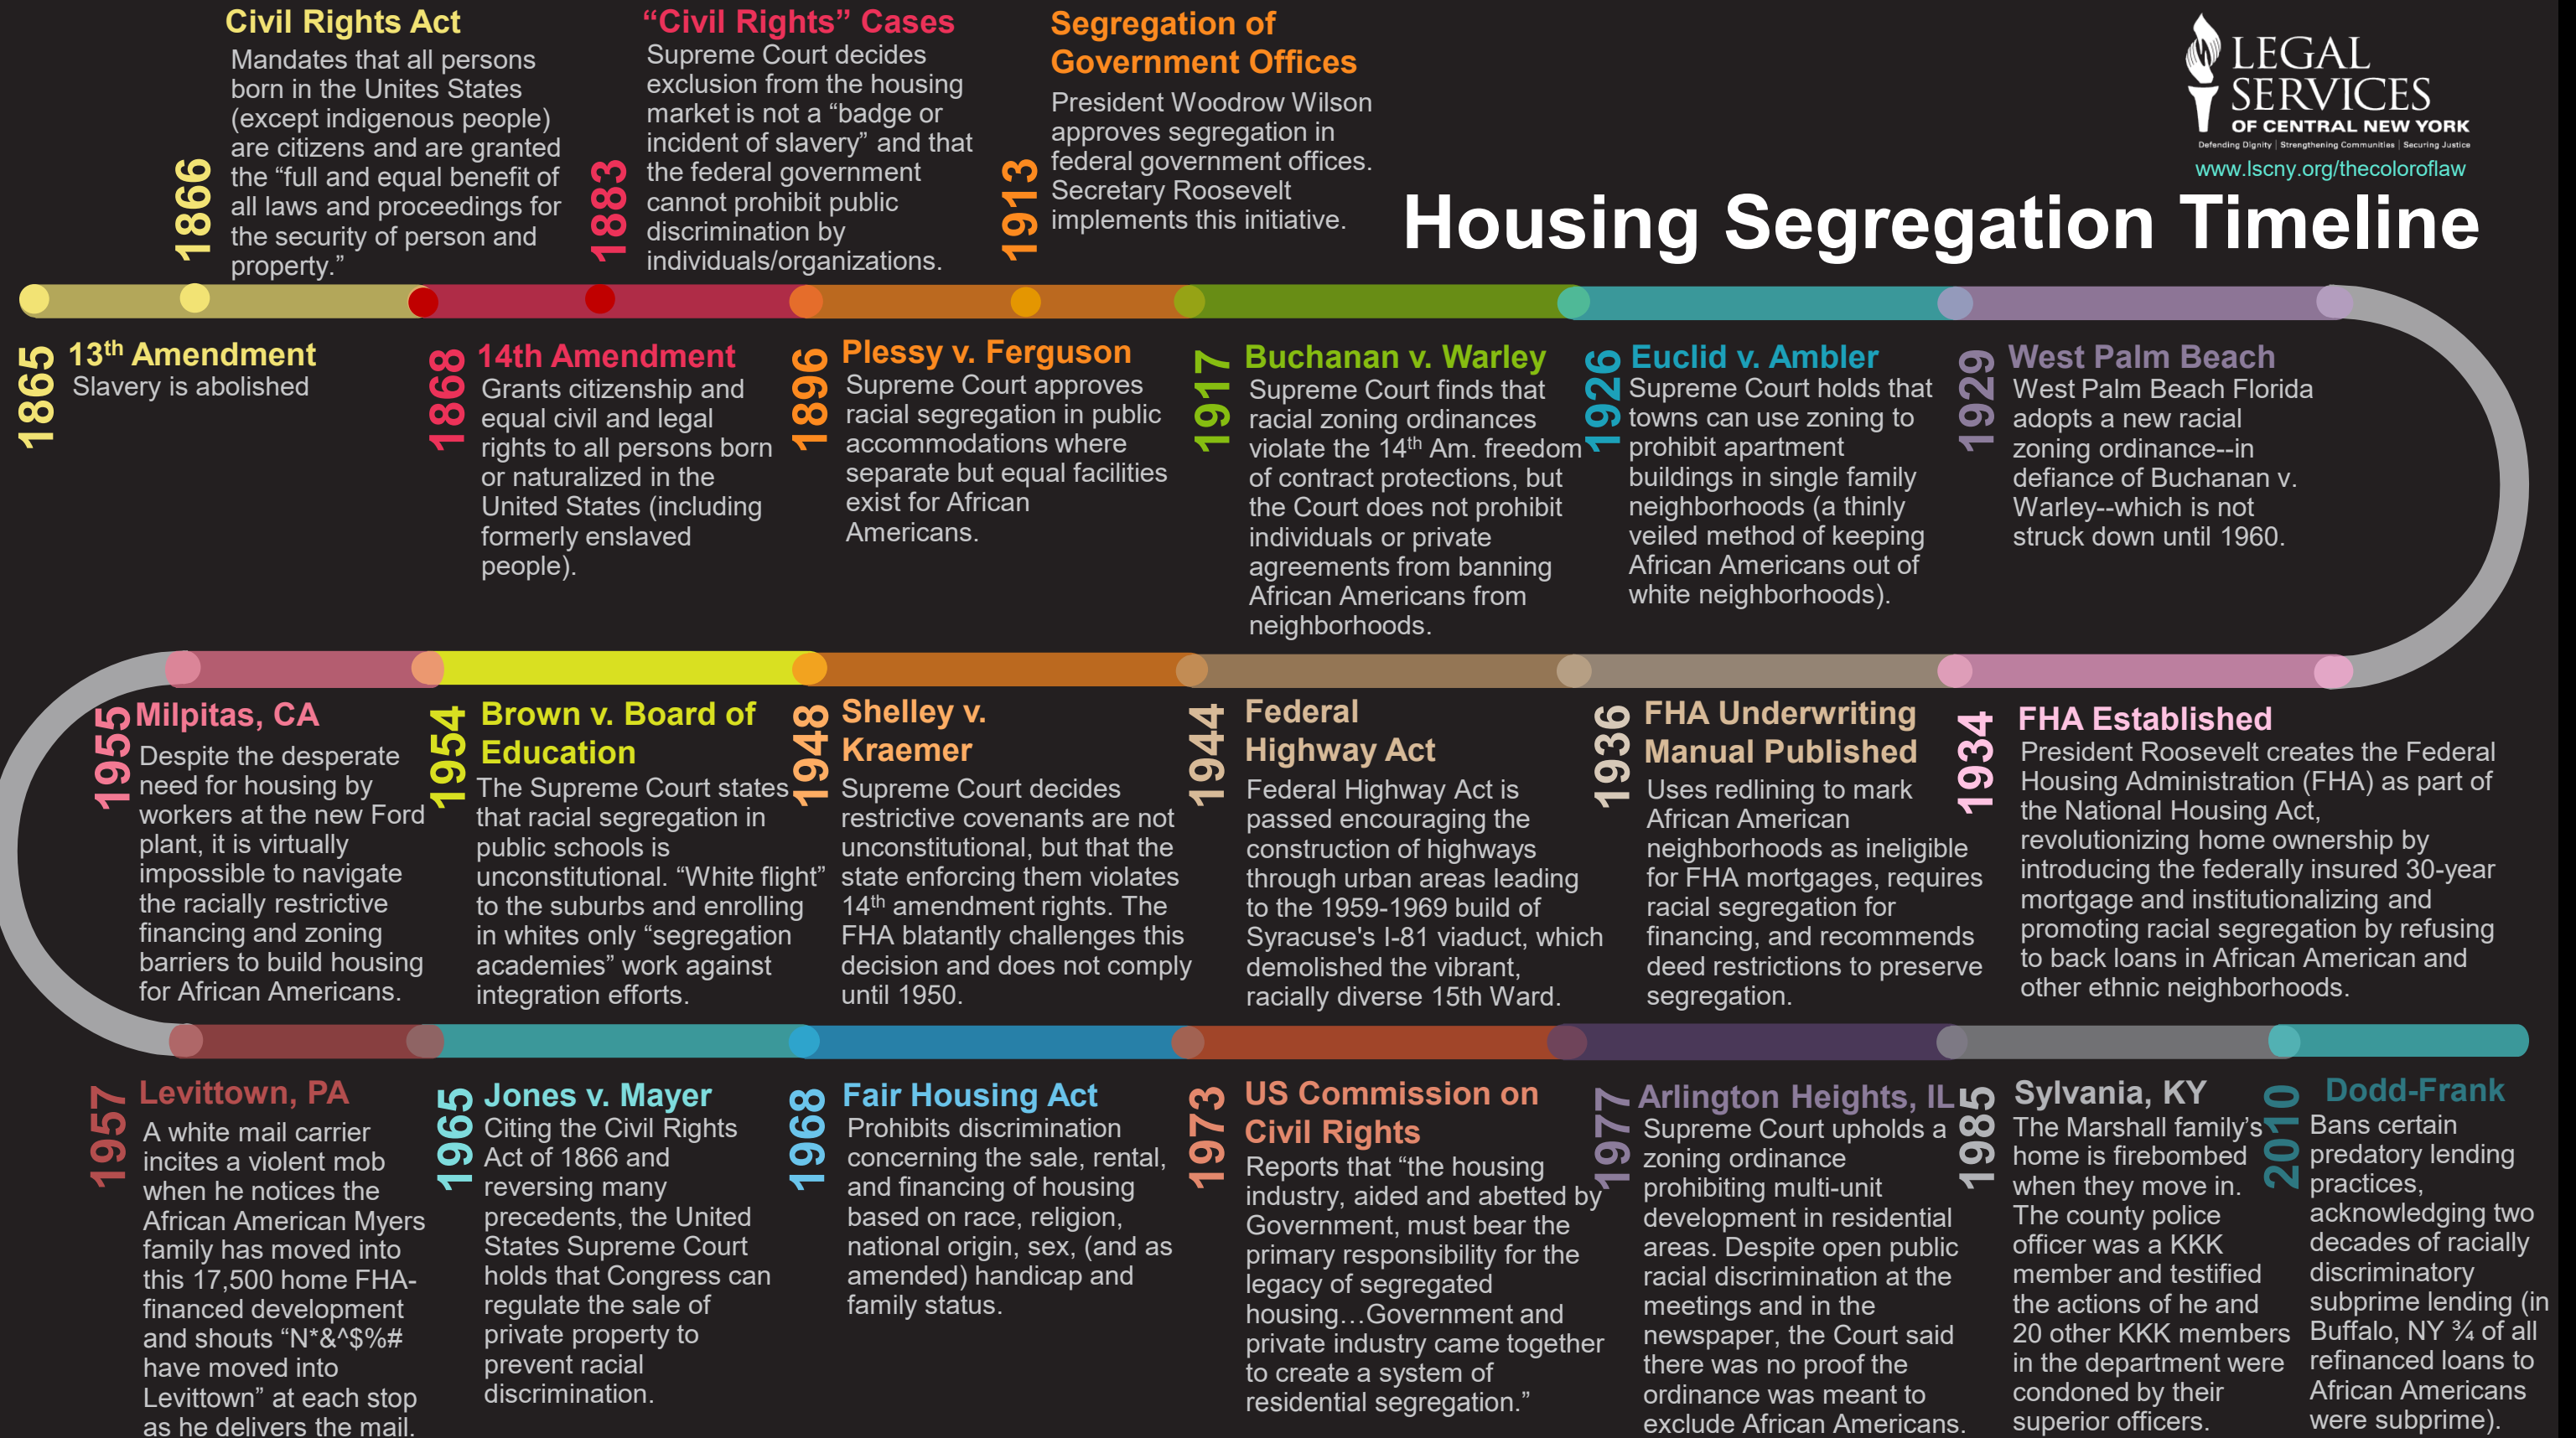 Civil Rights Act
Mandates that all persons
born in the Unites States
(except indigenous people)
are citizens and are granted
the “full and equal benefit of
all laws and proceedings for
the security of person and
property.”
1866
“Civil Rights” Cases
Supreme Court decides
exclusion from the housing
market is not a “badge or
incident of slavery” and that
the federal government
cannot prohibit public
discrimination by
individuals/organizations.
1883
Segregation of
Government Offices
President Woodrow Wilson
approves segregation in
federal government offices.
Secretary Roosevelt
implements this initiative.
1913
LEGAL
SERVICES
OF CENTRAL NEW YORK
Defending Dignity | Strengthening Communities | Securing Justice
www.lscny.org/thecoloroflaw
Housing Segregation Timeline
1865
13th Amendment
Slavery is abolished
1868
14th Amendment
Grants citizenship and
equal civil and legal
rights to all persons born
or naturalized in the
United States (including
formerly enslaved
people).
1896
Plessy v. Ferguson
Supreme Court approves
racial segregation in public
accommodations where
separate but equal facilities
exist for African
Americans.
1917
Buchanan v. Warley
Supreme Court finds that
racial zoning ordinances
violate the 14th Am. freedom
of contract protections, but
the Court does not prohibit
individuals or private
agreements from banning
African Americans from
neighborhoods.
1926
Euclid v. Ambler
Supreme Court holds that
towns can use zoning to
prohibit apartment
buildings in single family
neighborhoods (a thinly
veiled method of keeping
African Americans out of
white neighborhoods).
1929
West Palm Beach
West Palm Beach Florida
adopts a new racial
zoning ordinance--in
defiance of Buchanan v.
Warley--which is not
struck down until 1960.
1955
Milpitas, CA
Despite the desperate
need for housing by
workers at the new Ford
plant, it is virtually
impossible to navigate
the racially restrictive
financing and zoning
barriers to build housing
for African Americans.
1954
Brown v. Board of
Education
The Supreme Court states
that racial segregation in
public schools is
unconstitutional. “White flight”
to the suburbs and enrolling
in whites only “segregation
academies” work against
integration efforts.
1948
Shelley v.
Kraemer
Supreme Court decides
restrictive covenants are not
unconstitutional, but that the
state enforcing them violates
14th amendment rights. The
FHA blatantly challenges this
decision and does not comply
until 1950.
1944
Federal
Highway Act
Federal Highway Act is
passed encouraging the
construction of highways
through urban areas leading
to the 1959-1969 build of
Syracuse's I-81 viaduct, which
demolished the vibrant,
racially diverse 15th Ward.
1936
FHA Underwriting
Manual Published
Uses redlining to mark
African American
neighborhoods as ineligible
for FHA mortgages, requires
racial segregation for
financing, and recommends
deed restrictions to preserve
segregation.
1934
FHA Established
President Roosevelt creates the Federal
Housing Administration (FHA) as part of
the National Housing Act,
revolutionizing home ownership by
introducing the federally insured 30-year
mortgage and institutionalizing and
promoting racial segregation by refusing
to back loans in African American and
other ethnic neighborhoods.
1957
Levittown, PA
A white mail carrier
incites a violent mob
when he notices the
African American Myers
family has moved into
this 17,500 home FHA-
financed development
and shouts “N*&^$%#
have moved into
Levittown” at each stop
as he delivers the mail.
1965
Jones v. Mayer
Citing the Civil Rights
Act of 1866 and
reversing many
precedents, the United
States Supreme Court
holds that Congress can
regulate the sale of
private property to
prevent racial
discrimination.
1968
Fair Housing Act
Prohibits discrimination
concerning the sale, rental,
and financing of housing
based on race, religion,
national origin, sex, (and as
amended) handicap and
family status.
1973
US Commission on
Civil Rights
Reports that “the housing
industry, aided and abetted by
Government, must bear the
primary responsibility for the
legacy of segregated
housing…Government and
private industry came together
to create a system of
residential segregation.”
1977
Arlington Heights, IL
Supreme Court upholds a
zoning ordinance
prohibiting multi-unit
development in residential
areas. Despite open public
racial discrimination at the
meetings and in the
newspaper, the Court said
there was no proof the
ordinance was meant to
exclude African Americans.
1985
Sylvania, KY
The Marshall family’s
home is firebombed
when they move in.
The county police
officer was a KKK
member and testified
the actions of he and
20 other KKK members
in the department were
condoned by their
superior officers.
2010
Dodd-Frank
Bans certain
predatory lending
practices,
acknowledging two
decades of racially
discriminatory
subprime lending (in
Buffalo, NY ¾ of all
refinanced loans to
African Americans
were subprime).